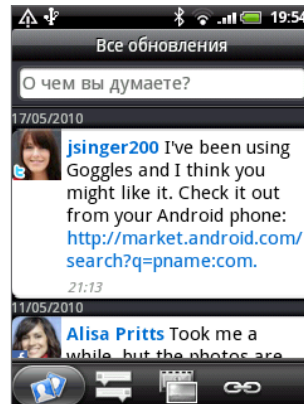 19:54
Все обновления
О чем вы думаете?
17/05/2010
jsinger200 I've been using
Goggles and I think you
might like it. Check it out
from your Android phone:
http://market.android.com/
search?q=pname:com.
21:13
11/05/2010
Alisa Pritts Took me a
while, but the photos are